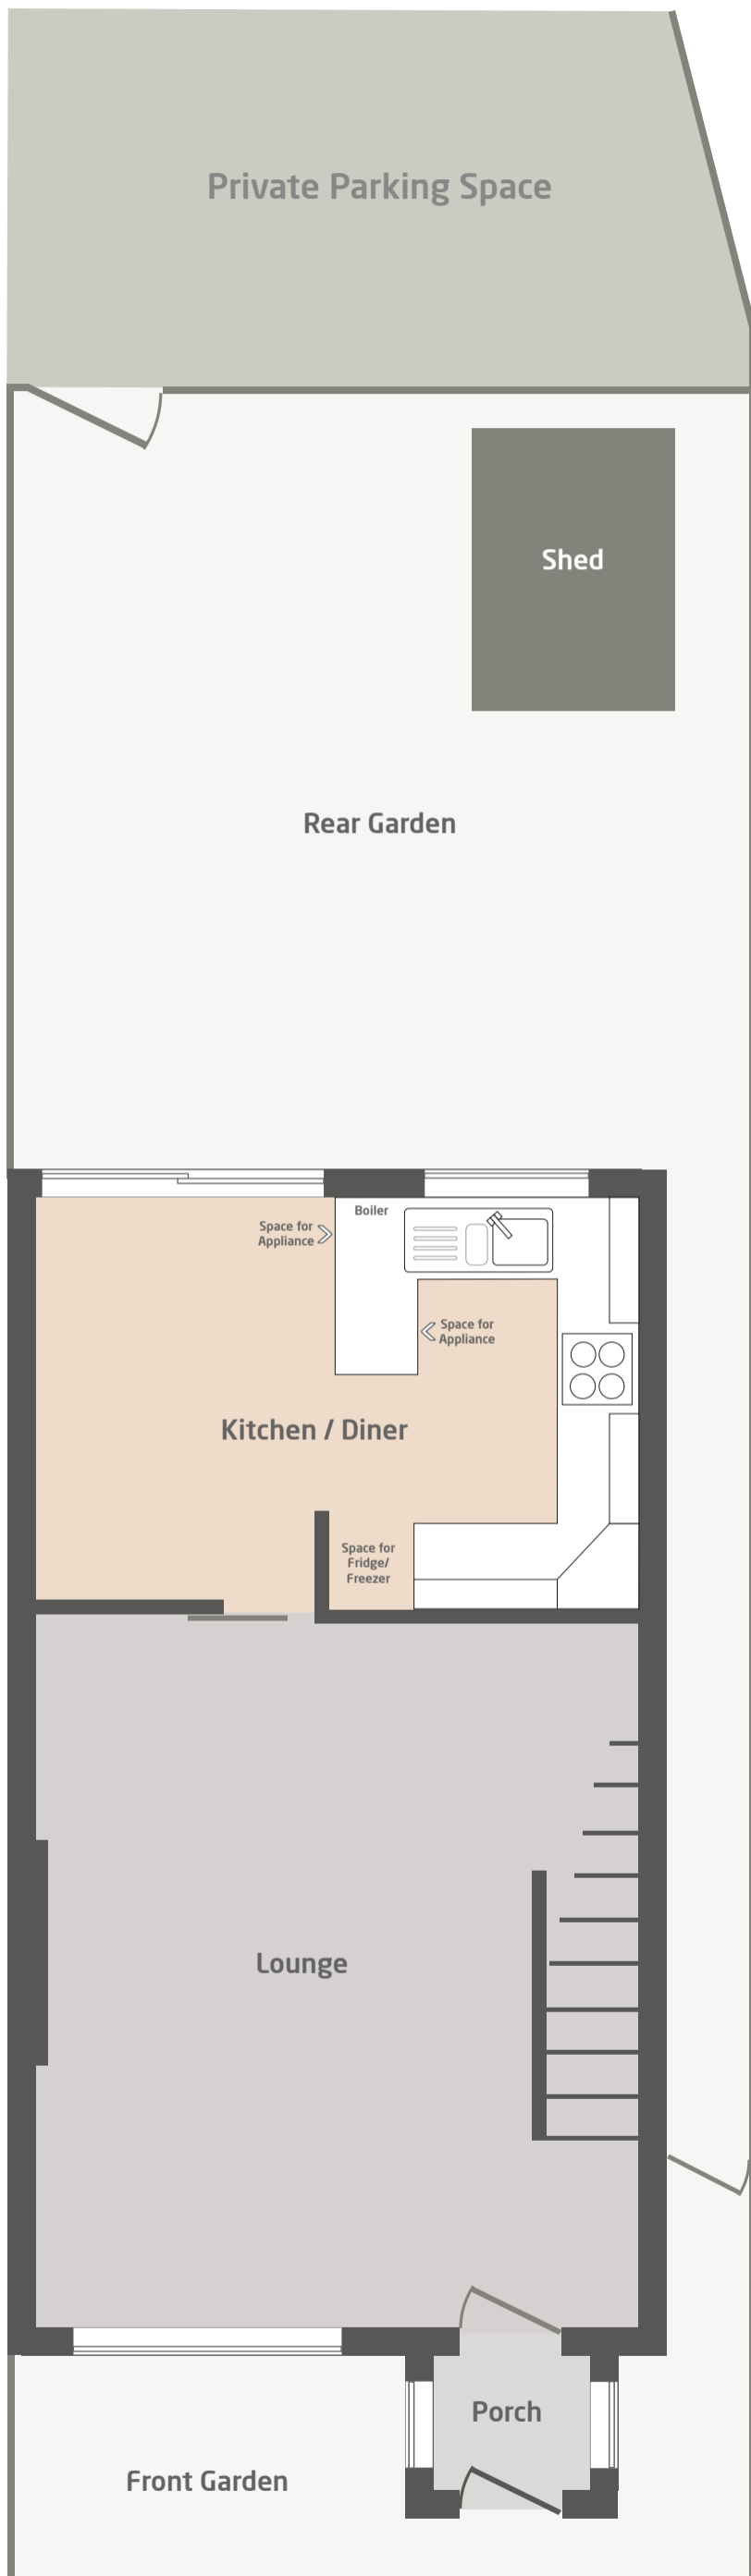 Private Parking Space
Shed
Rear Garden
Boiler
Space for
Appliance
Space for
Appliance
Kitchen / Diner
Space for
Fridge/
Freezer
Lounge
Porch
Front Garden